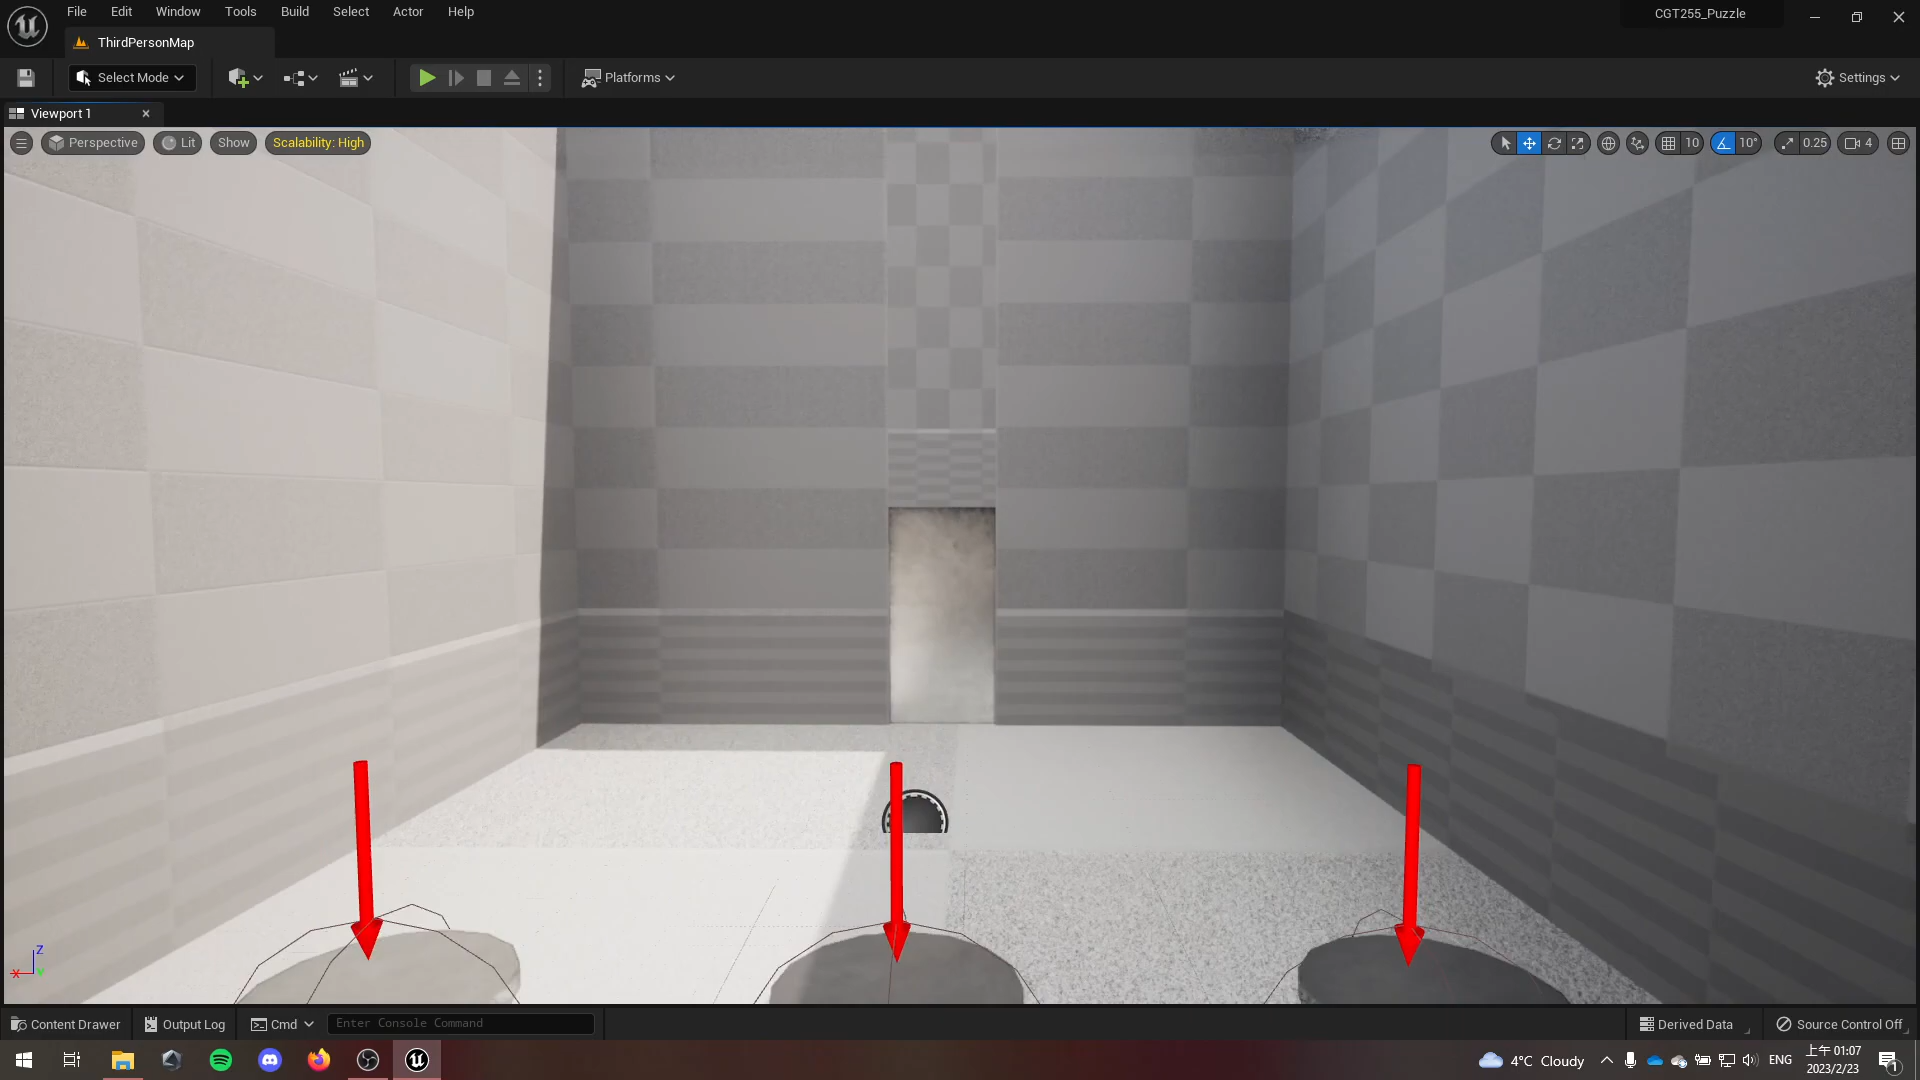 File Edit Window Tools Build Select Actor Help
CGT255_Puzzle
ThirdPersonMap
Select Mode
Platforms
Settings
Viewport 1
Perspective Lit Show Scalability: High
10 10° 0.25 4
Z
X
Y
Content Drawer Output Log Cmd Enter Console Command
Derived Data Source Control Off
4°C Cloudy ENG
上午 01:07
2023/2/23
1